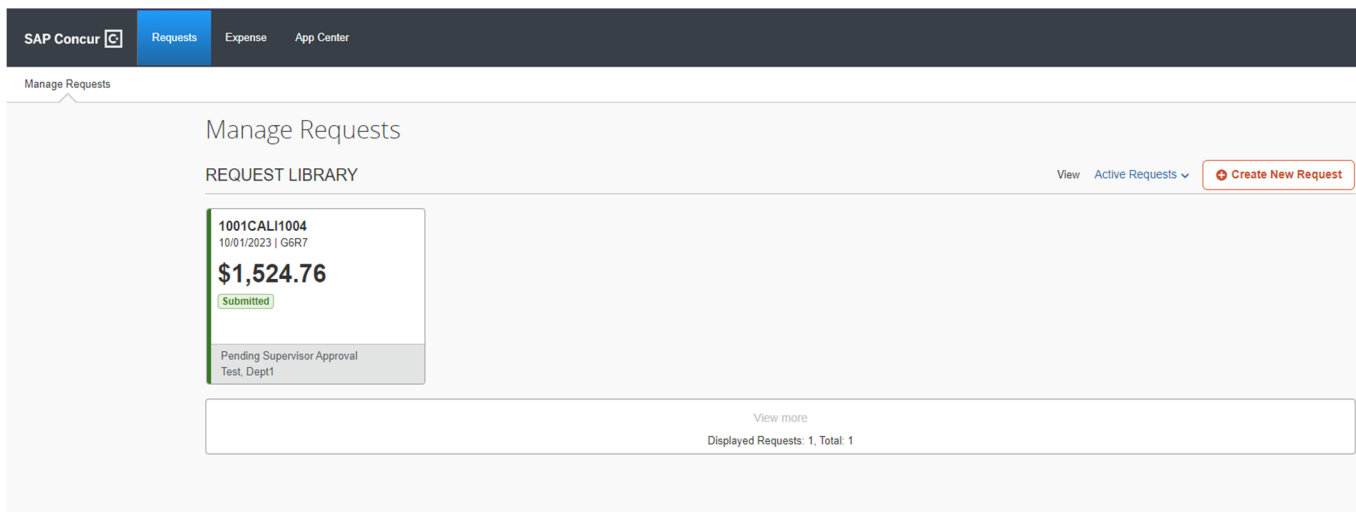 SAP Concur C Requests Expense App Center
Manage Requests
Manage Requests
REQUEST LIBRARY View Active Requests Create New Request
1001CALI1004
10/01/2023 | G6R7
$1,524.76
Submitted
Pending Supervisor Approval
Test, Dept1
View more
Displayed Requests: 1, Total: 1